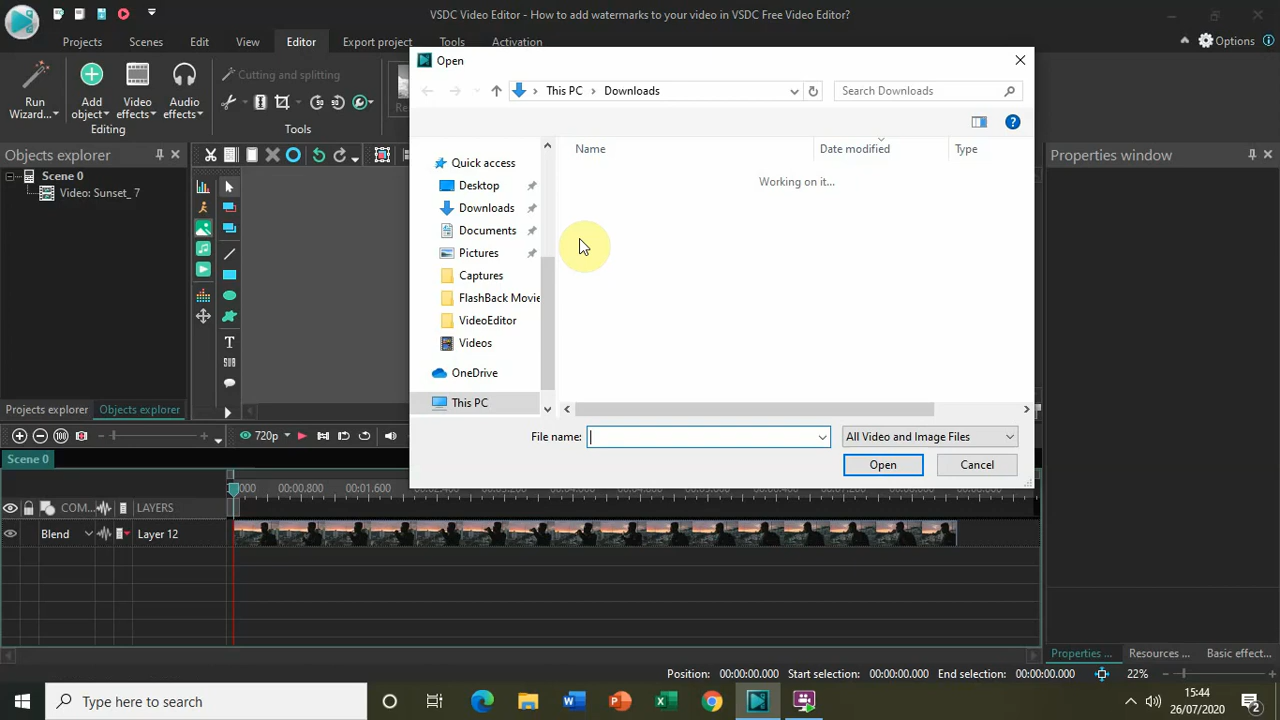 VSDC Video Editor - How to add watermarks to your video in VSDC Free Video Editor?
Projects Scenes Edit View Editor Export project Tools Activation
Options
Run Wizard...
Add object
Video effects
Audio effects
Editing
Cutting and splitting
Tools
Objects explorer
Scene 0
Video: Sunset_7
Projects explorer Objects explorer
Open
This PC Downloads
Search Downloads
Name Date modified Type
Working on it...
Quick access
Desktop
Downloads
Documents
Pictures
Captures
FlashBack Movie
VideoEditor
Videos
OneDrive
This PC
File name: All Video and Image Files
Open Cancel
Properties window
T
720p
Scene 0
000 00:00.800 00:01.600
COM... LAYERS
Blend Layer 12
Properties ... Resources ... Basic effect...
Position: 00:00:00.000 Start selection: 00:00:00.000 End selection: 00:00:00.000 22%
Type here to search
15:44
26/07/2020
2